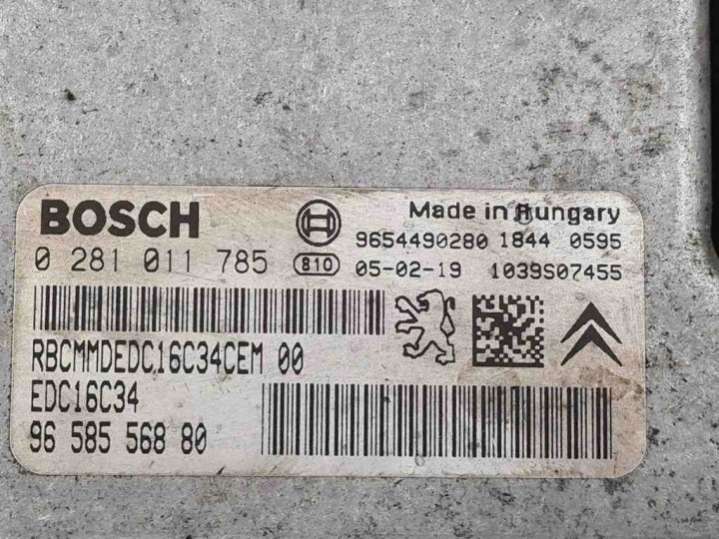 BOSCH
Made in Hungary
9654490280 1844 0595
0 281 011 785
810
05-02-19 1039S07455
RBCMMDEDC16C34CEM 00
EDC16C34
96 585 568 80